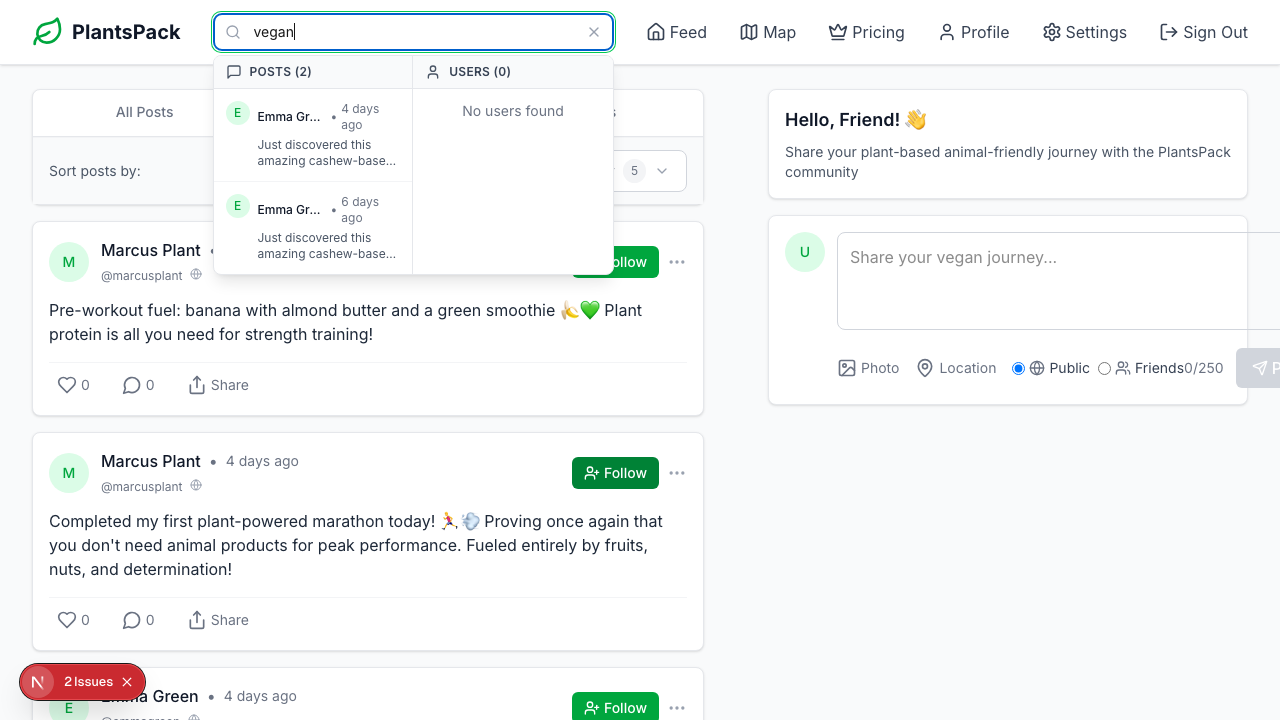 PlantsPack
vegan
Feed
Map
Pricing
Profile
Settings
Sign Out
POSTS (2)
USERS (0)
E
Emma Gr... • 4 days ago
Just discovered this
amazing cashew-base...
E
Emma Gr... • 6 days ago
Just discovered this
amazing cashew-base...
No users found
All Posts
Sort posts by:
5
M
Marcus Plant
@marcusplant
Pre-workout fuel: banana with almond butter and a green smoothie 🍌💚 Plant
protein is all you need for strength training!
0
0
Share
M
Marcus Plant • 4 days ago
@marcusplant
Follow
Completed my first plant-powered marathon today! 🏃‍♀️💨 Proving once again that
you don't need animal products for peak performance. Fueled entirely by fruits,
nuts, and determination!
0
0
Share
E
Green • 4 days ago
Follow
N
2 Issues
Hello, Friend! 👋
Share your plant-based animal-friendly journey with the PlantsPack
community
U
Share your vegan journey...
Photo
Location
Public
Friends
0/250